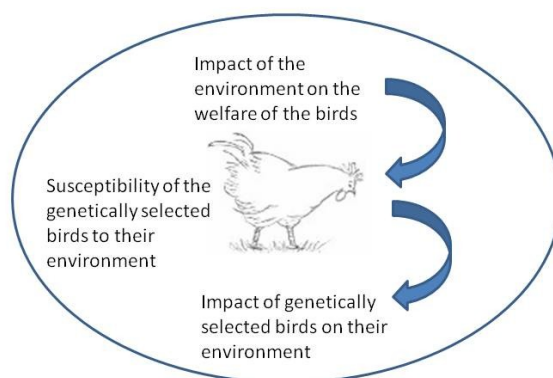 Impact of the
environment on the
welfare of the birds
Susceptibility of the
genetically selected
birds to their
environment
Impact of genetically
selected birds on their
environment